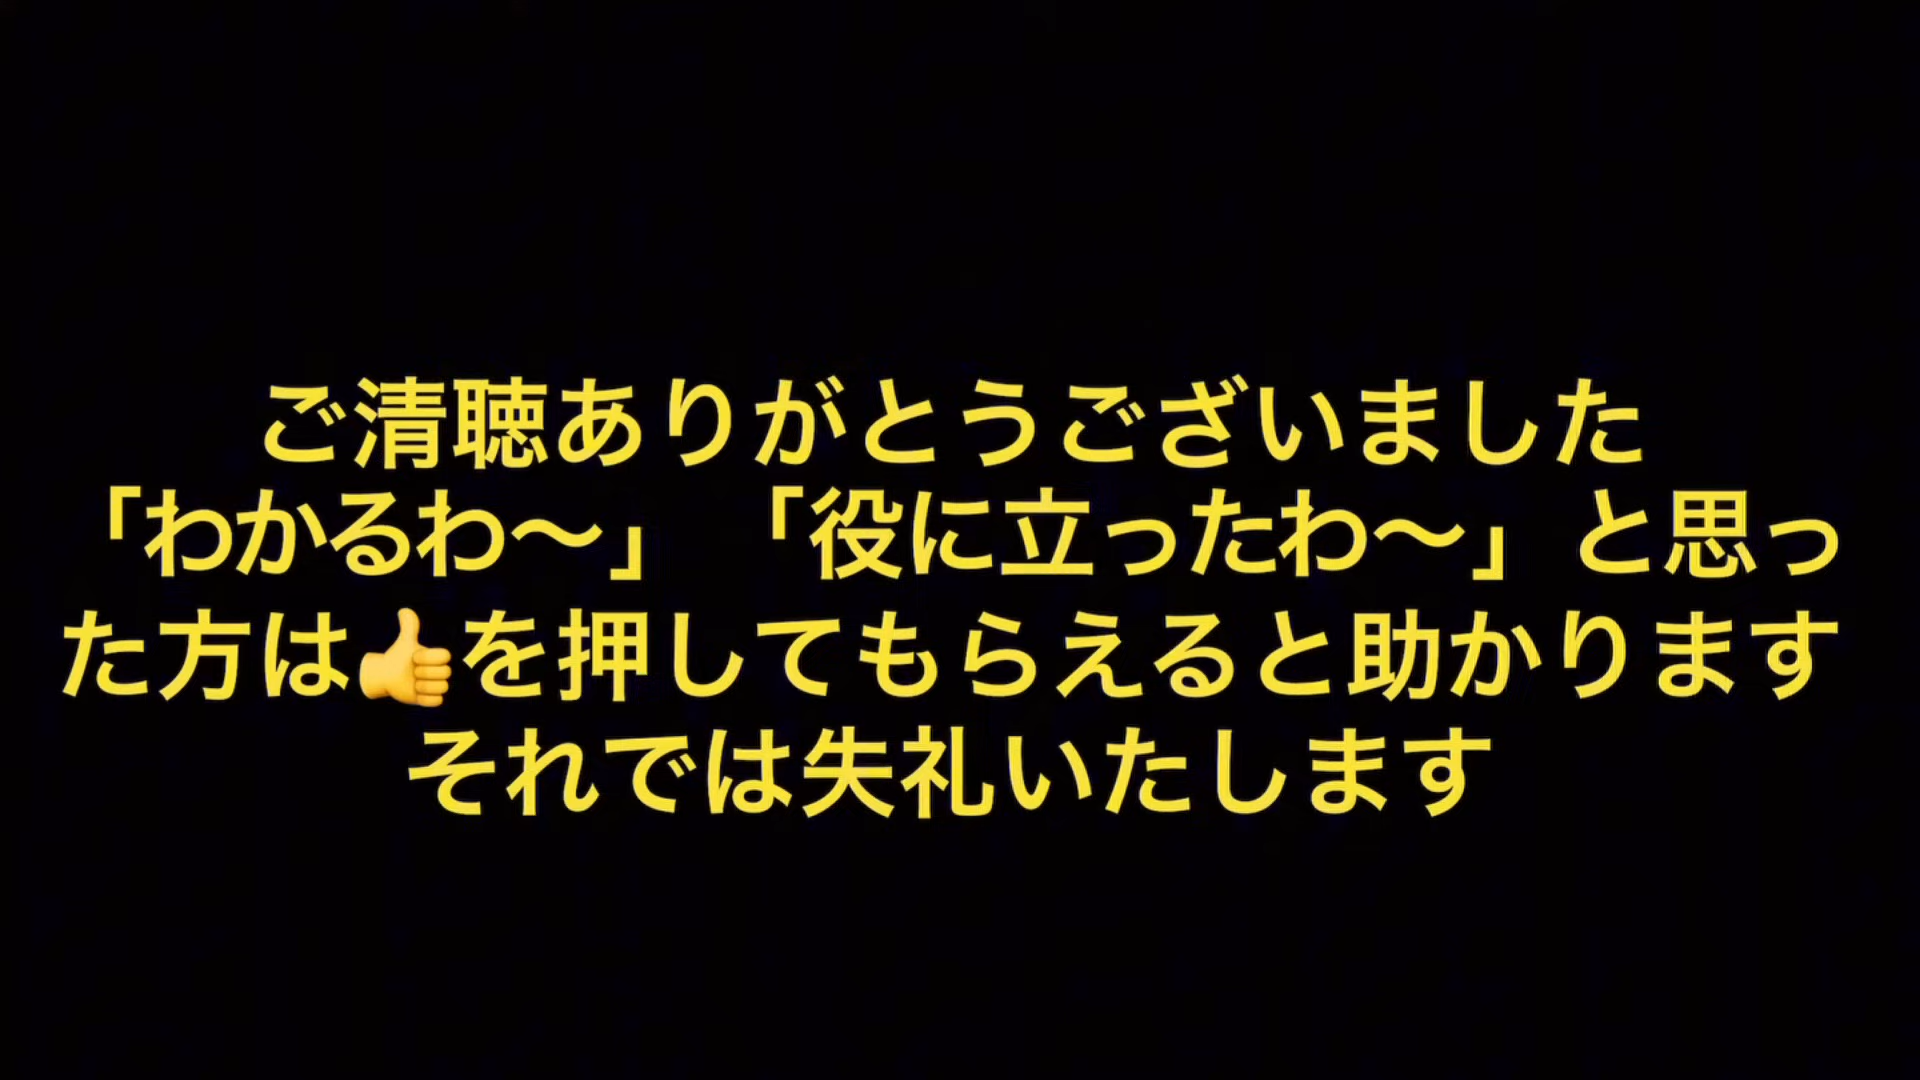 ご清聴ありがとうございました
「わかるわ〜」「役に立ったわ〜」と思っ
た方は👍を押してもらえると助かります
それでは失礼いたします